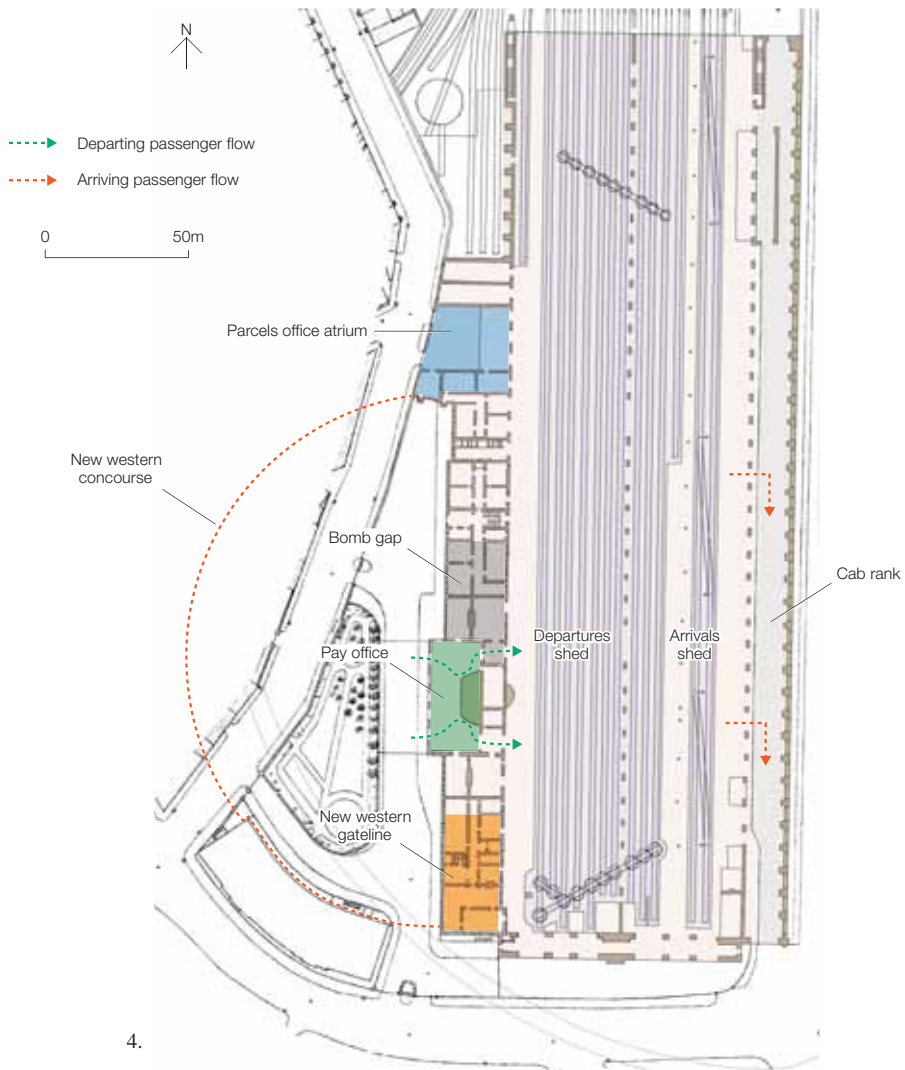 N
Departing passenger flow
Arriving passenger flow
0 50m
Parcels office atrium
New western
concourse
Bomb gap
Cab rank
Pay office
Departures
shed
Arrivals
shed
New western
gateline
4.